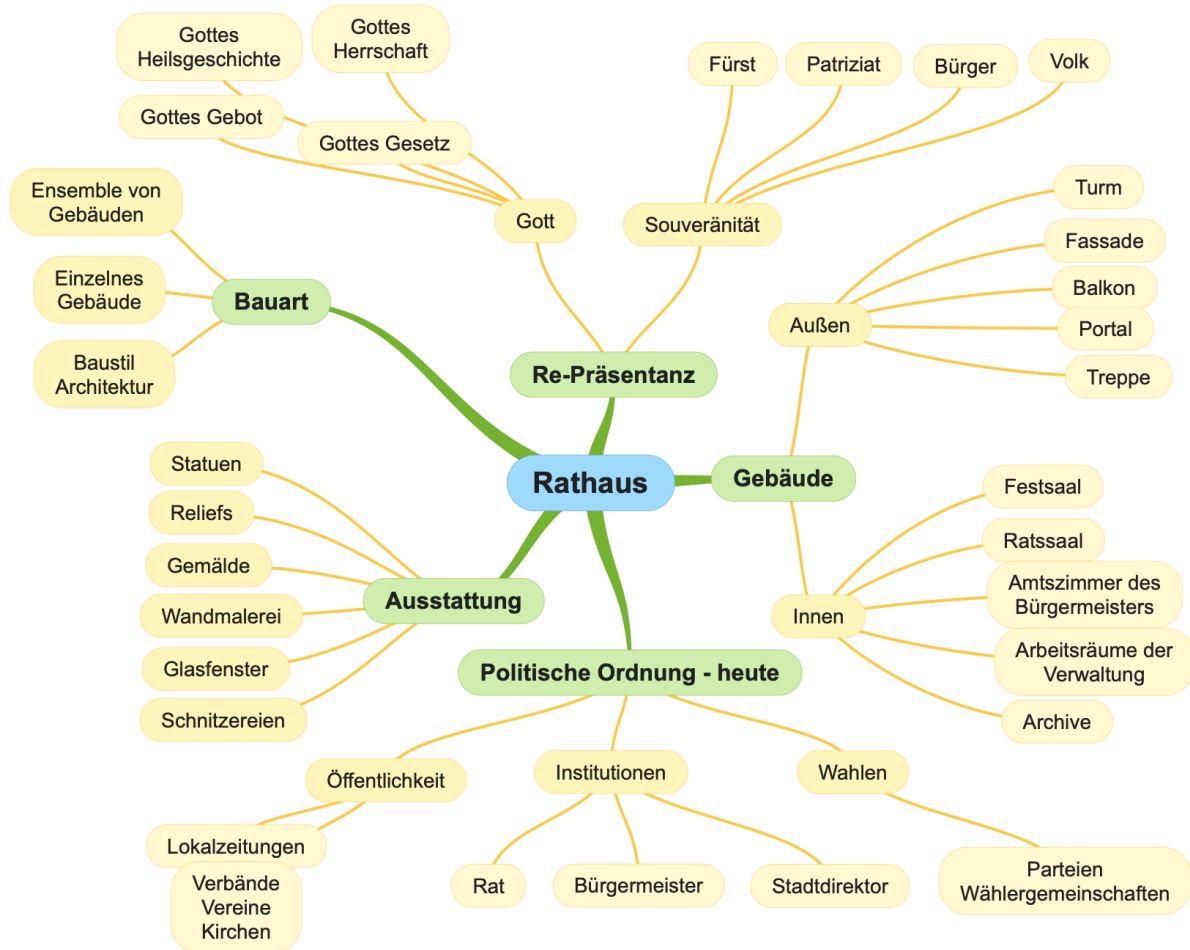 Gottes
Heilsgeschichte
Gottes
Herrschaft
Gottes Gebot
Gottes Gesetz
Gott
Fürst
Patriziat
Bürger
Volk
Souveränität
Re-Präsentanz
Ensemble von
Gebäuden
Einzelnes
Gebäude
Baustil
Architektur
Bauart
Turm
Fassade
Balkon
Portal
Treppe
Außen
Rathaus
Gebäude
Festsaal
Ratssaal
Amtszimmer des
Bürgermeisters
Arbeitsräume der
Verwaltung
Archive
Innen
Statuen
Reliefs
Gemälde
Wandmalerei
Glasfenster
Schnitzereien
Ausstattung
Politische Ordnung - heute
Öffentlichkeit
Lokalzeitungen
Verbände
Vereine
Kirchen
Institutionen
Rat
Bürgermeister
Stadtdirektor
Wahlen
Parteien
Wählergemeinschaften